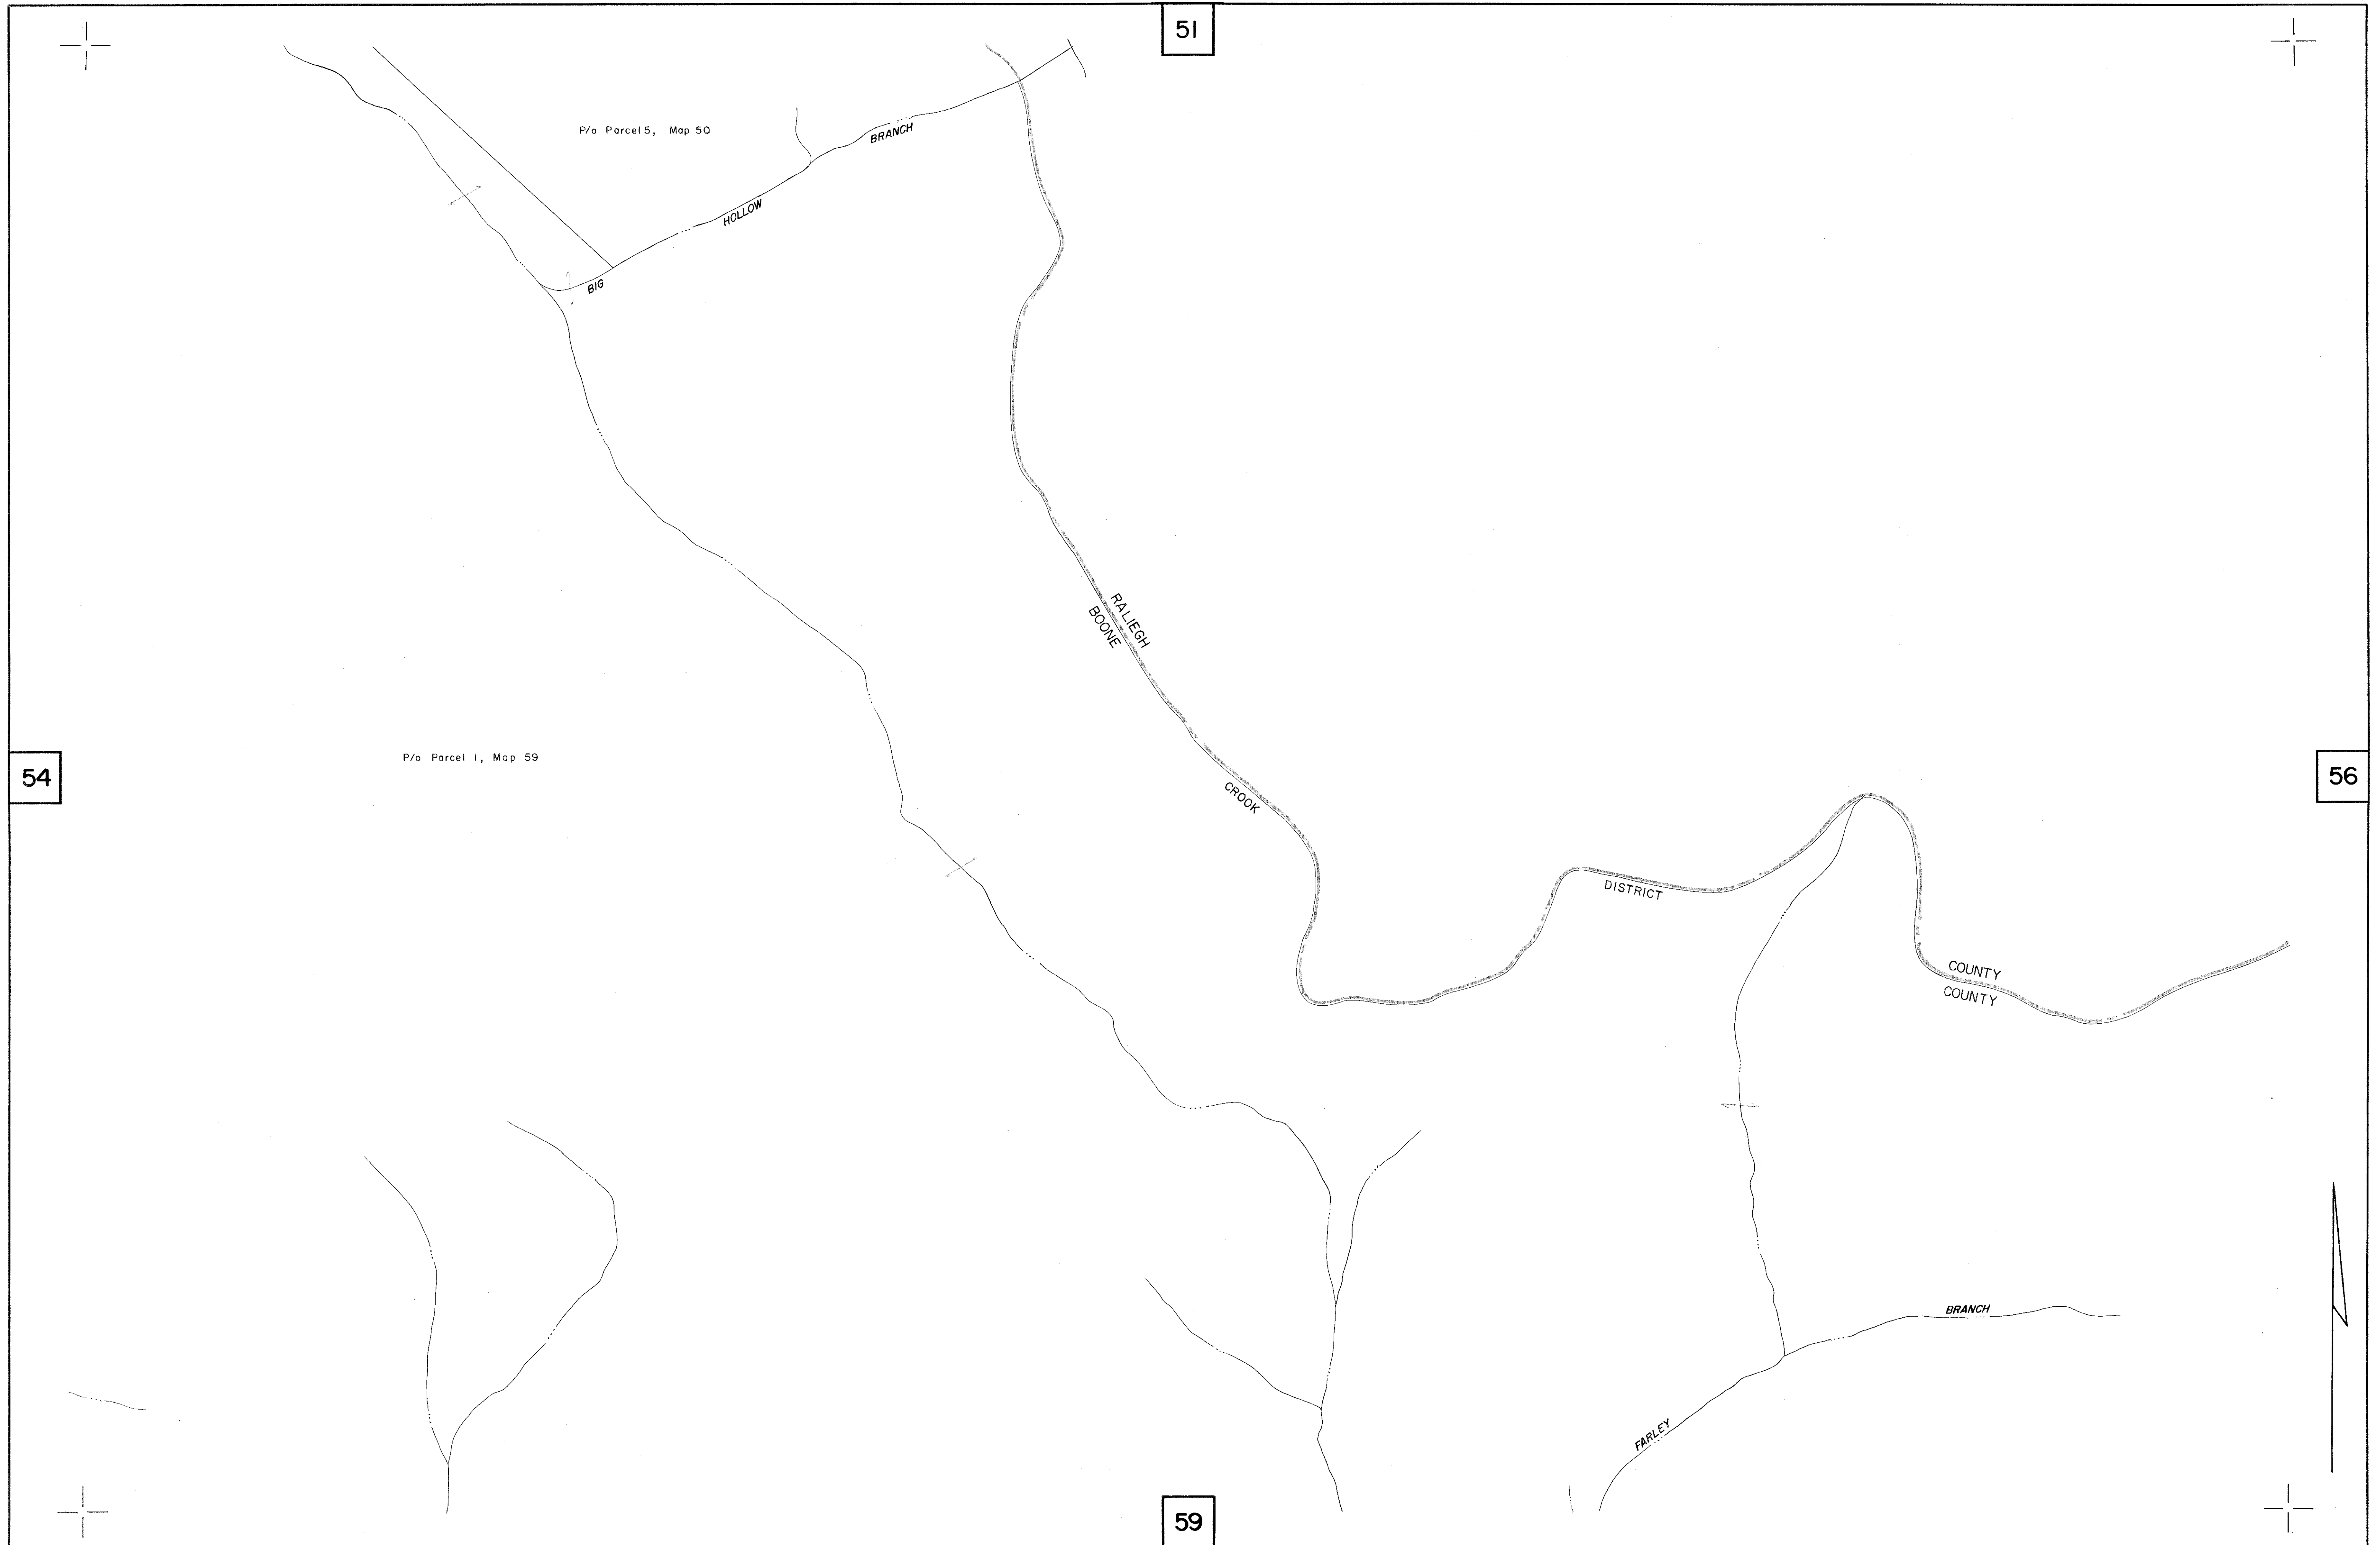 51
P/o Parcel 5, Map 50
BRANCH
HOLLOW
BIG
RALIEGH
BOONE
54
P/o Parcel 1, Map 59
56
CROOK
DISTRICT
COUNTY
COUNTY
BRANCH
FARLEY
59